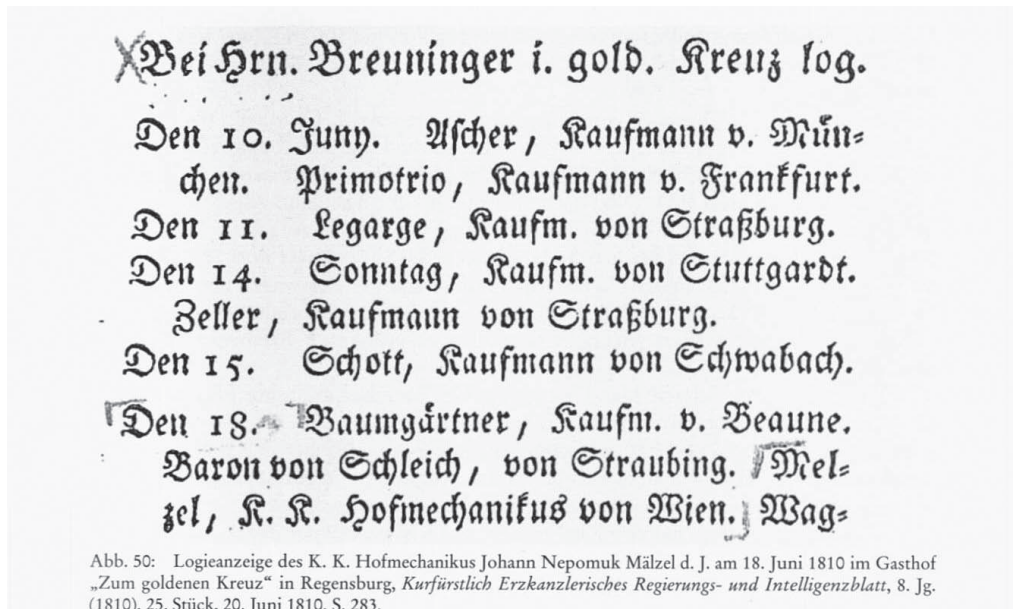 Bei Hrn. Breuninger i. gold. Kreuz log.
Den 10. Juny. Ascher, Kaufmann v. Mün-
chen. Primotrio, Kaufmann v. Frankfurt.
Den 11. Legarge, Kaufm. von Straßburg.
Den 14. Sonntag, Kaufm. von Stuttgardt.
Zeller, Kaufmann von Straßburg.
Den 15. Schott, Kaufmann von Schwabach.
Den 18. Baumgärtner, Kaufm. v. Beaune.
Baron von Schleich, von Straubing. Mel-
zel, K. K. Hofmechanikus von Wien. Wag-
Abb. 50: Logieanzeige des K. K. Hofmechanikus Johann Nepomuk Mälzel d. J. am 18. Juni 1810 im Gasthof
„Zum goldenen Kreuz“ in Regensburg, Kurfürstlich Erzkanzlerisches Regierungs- und Intelligenzblatt, 8. Jg.
(1810), 25. Stück, 20. Juni 1810, S. 283.